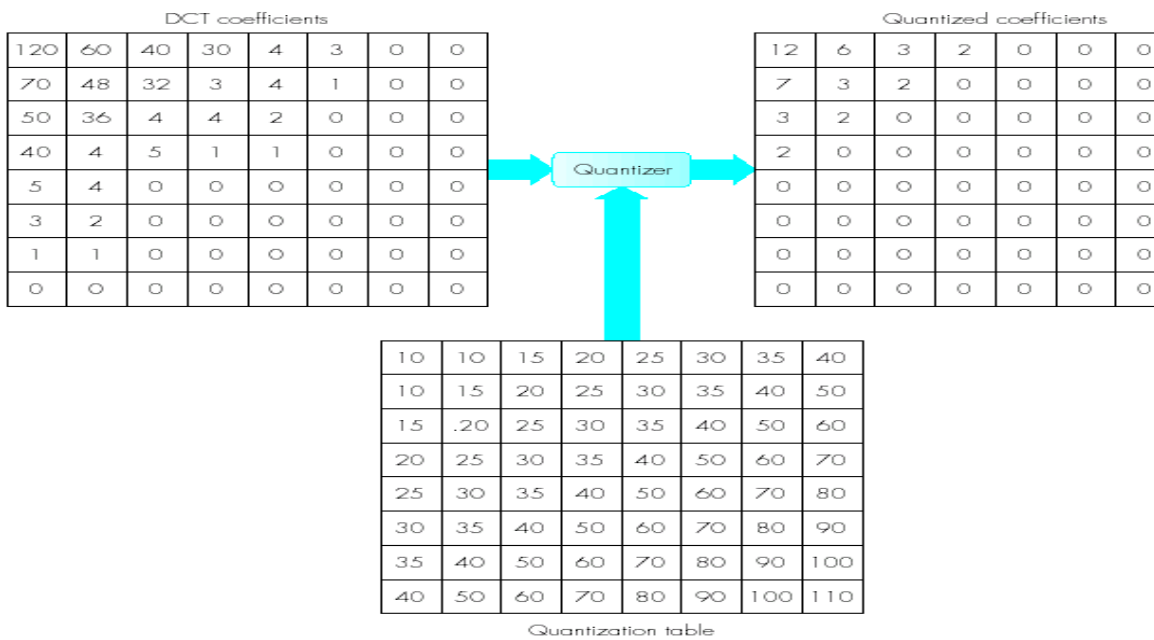 DCT coefficients
120 60 40 30 4 3 0 0
70 48 32 3 4 1 0 0
50 36 4 4 2 0 0 0
40 4 5 1 1 0 0 0
5 4 0 0 0 0 0 0
3 2 0 0 0 0 0 0
1 1 0 0 0 0 0 0
0 0 0 0 0 0 0 0
Quantizer
Quantized coefficients
12 6 3 2 0 0 0
7 3 2 0 0 0 0
3 2 0 0 0 0 0
2 0 0 0 0 0 0
0 0 0 0 0 0 0
0 0 0 0 0 0 0
0 0 0 0 0 0 0
0 0 0 0 0 0 0
10 10 15 20 25 30 35 40
10 15 20 25 30 35 40 50
15 .20 25 30 35 40 50 60
20 25 30 35 40 50 60 70
25 30 35 40 50 60 70 80
30 35 40 50 60 70 80 90
35 40 50 60 70 80 90 100
40 50 60 70 80 90 100 110
Quantization table